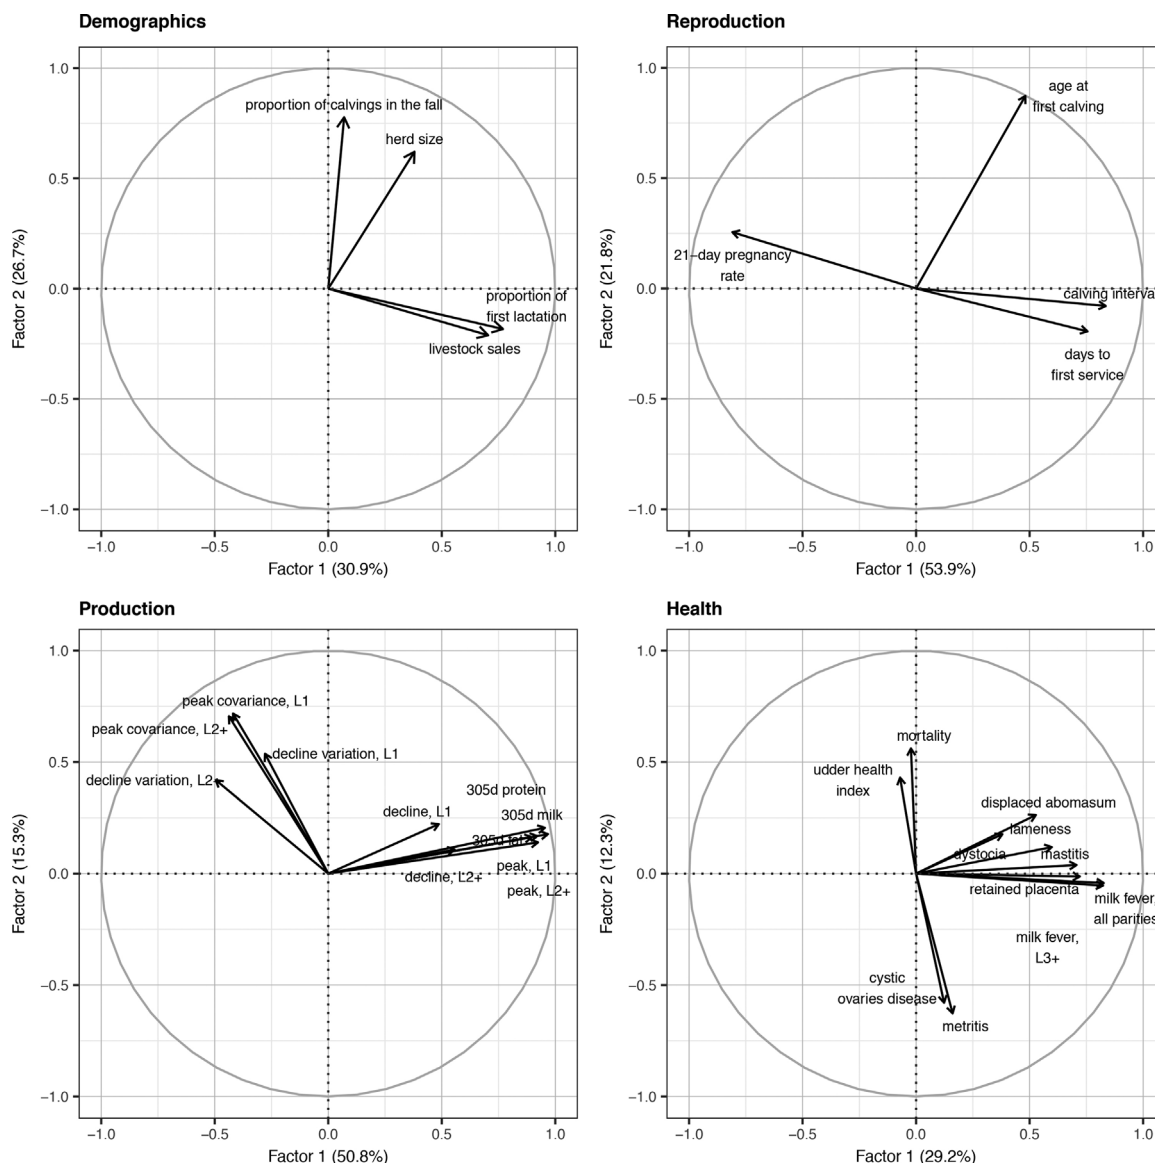 Demographics
1.0
0.5
0.0
−0.5
−1.0
−1.0
−0.5
0.0
0.5
1.0
Factor 2 (26.7%)
Factor 1 (30.9%)
proportion of calvings in the fall
herd size
proportion of
first lactation
livestock sales
Reproduction
1.0
0.5
0.0
−0.5
−1.0
−1.0
−0.5
0.0
0.5
1.0
Factor 2 (21.8%)
Factor 1 (53.9%)
age at
first calving
21−day pregnancy
rate
calving interva
days to
first service
Production
1.0
0.5
0.0
−0.5
−1.0
−1.0
−0.5
0.0
0.5
1.0
Factor 2 (15.3%)
Factor 1 (50.8%)
peak covariance, L1
peak covariance, L2+
decline variation, L1
decline variation, L2
305d protein
decline, L1
305d milk
305d fat
peak, L1
decline, L2+
peak, L2+
Health
1.0
0.5
0.0
−0.5
−1.0
−1.0
−0.5
0.0
0.5
1.0
Factor 2 (12.3%)
Factor 1 (29.2%)
mortality
udder health
index
displaced abomasum
lameness
dystocia
mastitis
retained placenta
milk fever,
all parities
milk fever,
L3+
cystic
ovaries disease
metritis